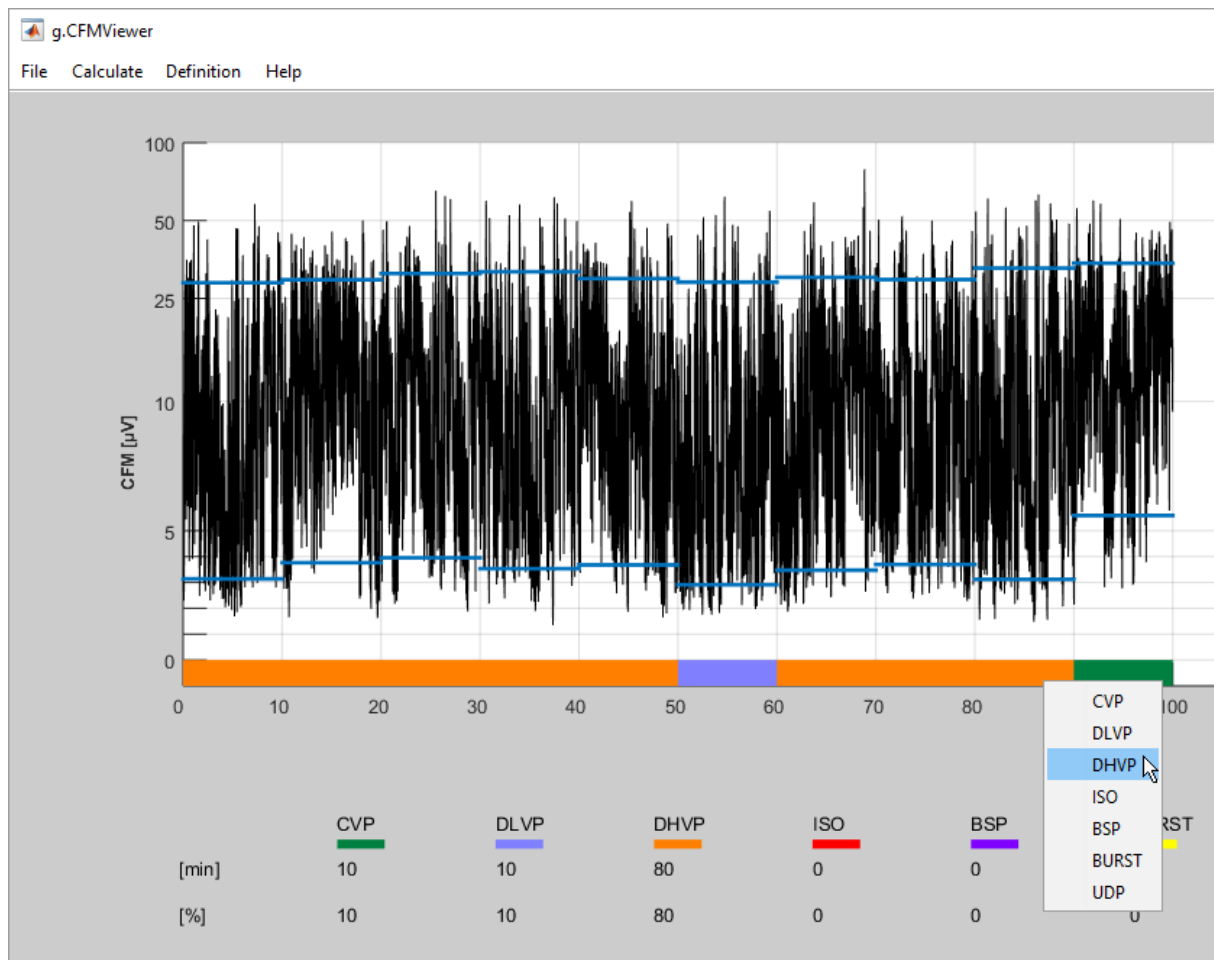 g.CFMViewer
File Calculate Definition Help
100
50
25
10
5
0
CFM [µV]
0 10 20 30 40 50 60 70 80 100
CVP
DLVP
DHVP
ISO
BSP
BURST
UDP
CVP DLVP DHVP ISO BSP RST
[min] 10 10 80 0 0
[%] 10 10 80 0 0 0